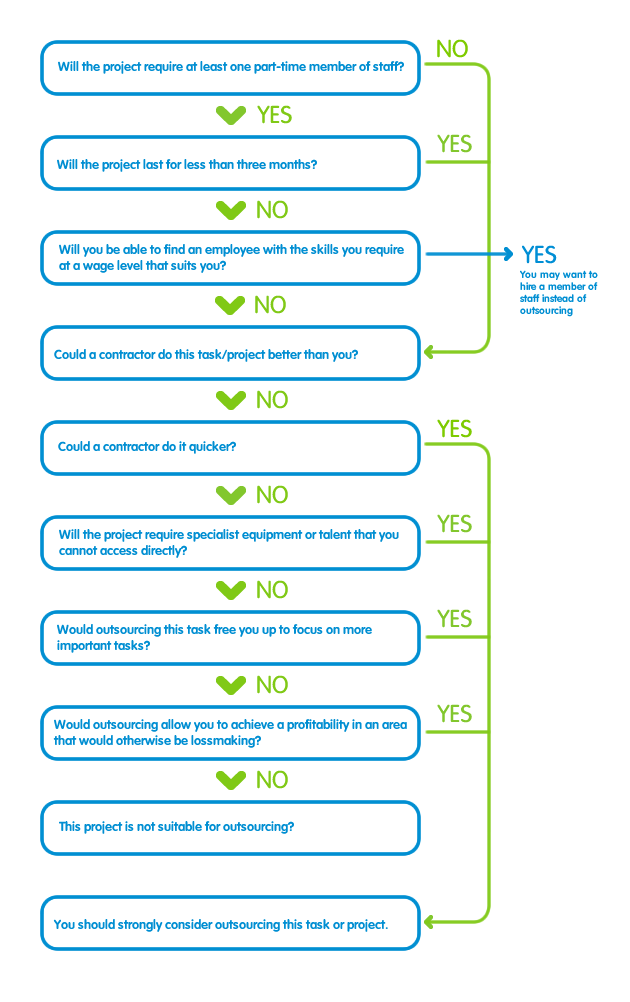 NO
Will the project require at least one part-time member of staff?
YES
YES
Will the project last for less than three months?
NO
Will you be able to find an employee with the skills you require
at a wage level that suits you?
YES
You may want to
hire a member of
staff instead of
outsourcing
NO
Could a contractor do this task/project better than you?
NO
YES
Could a contractor do it quicker?
NO
YES
Will the project require specialist equipment or talent that you
cannot access directly?
NO
YES
Would outsourcing this task free you up to focus on more
important tasks?
NO
YES
Would outsourcing allow you to achieve a profitability in an area
that would otherwise be lossmaking?
NO
This project is not suitable for outsourcing?
You should strongly consider outsourcing this task or project.